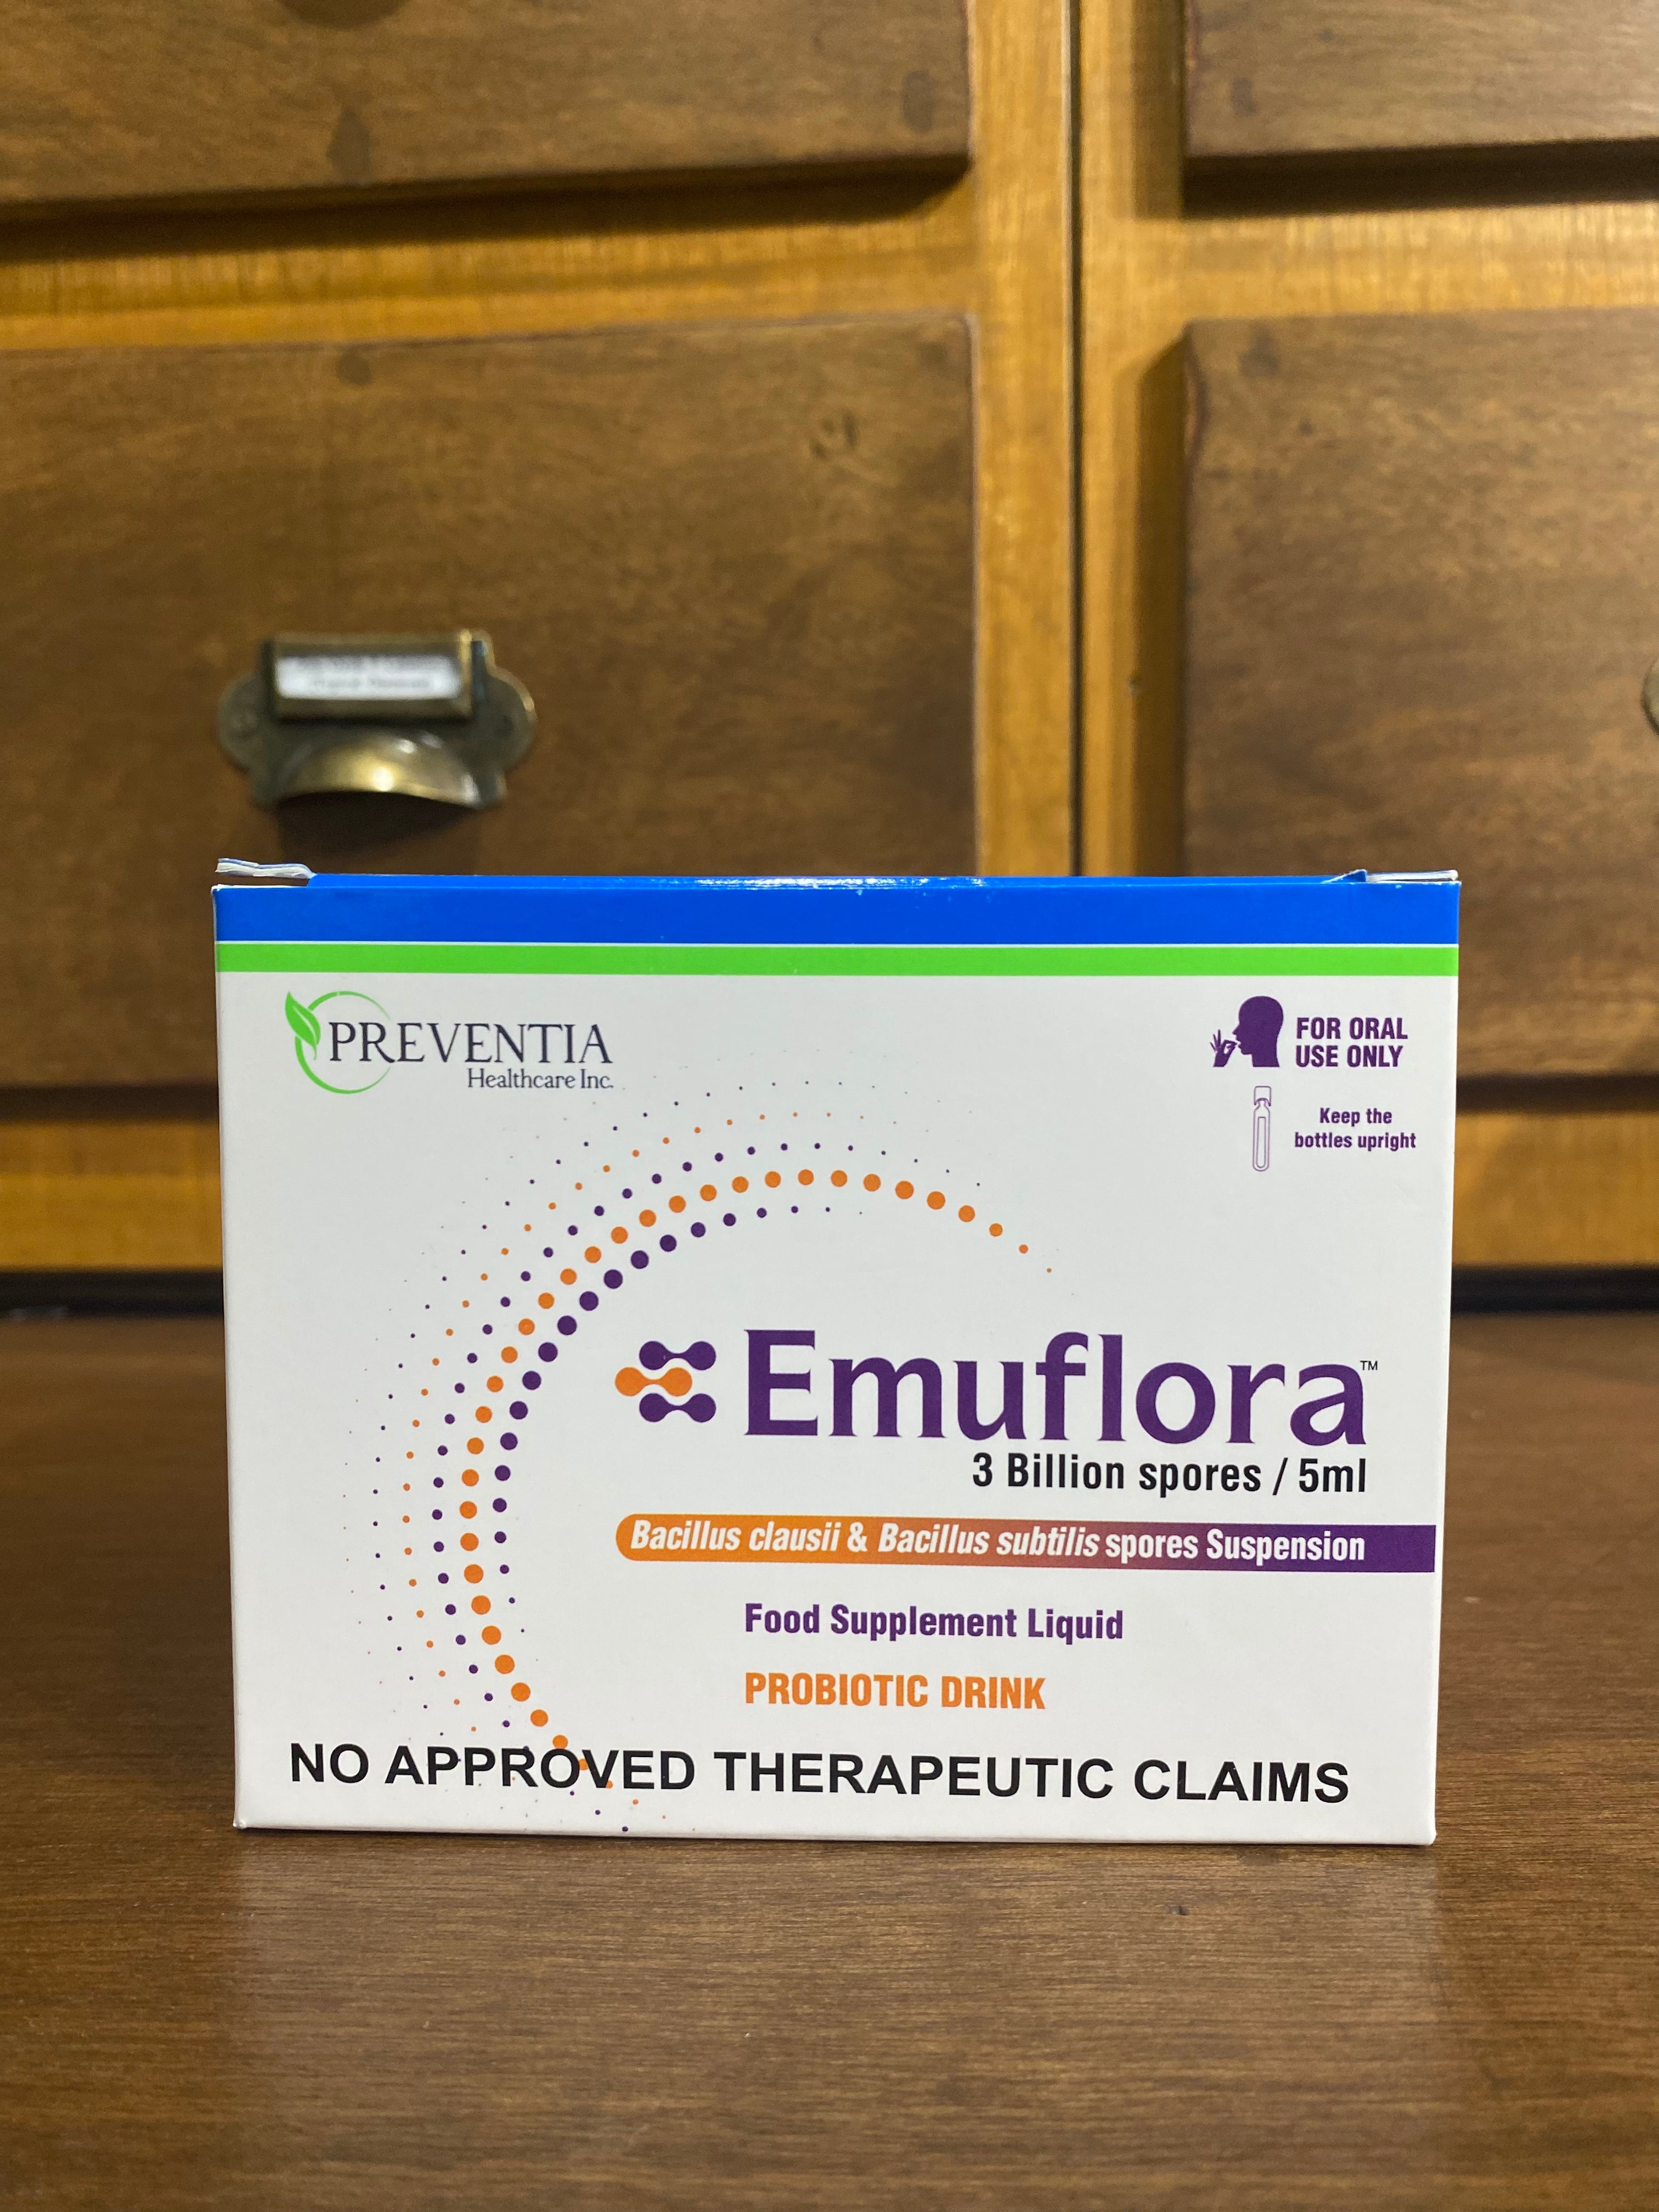 PREVENTIA
Healthcare Inc.
FOR ORAL
USE ONLY
Keep the
bottles upright
Emuflora™
3 Billion spores / 5ml
Bacillus clausii & Bacillus subtilis spores Suspension
Food Supplement Liquid
PROBIOTIC DRINK
NO APPROVED THERAPEUTIC CLAIMS